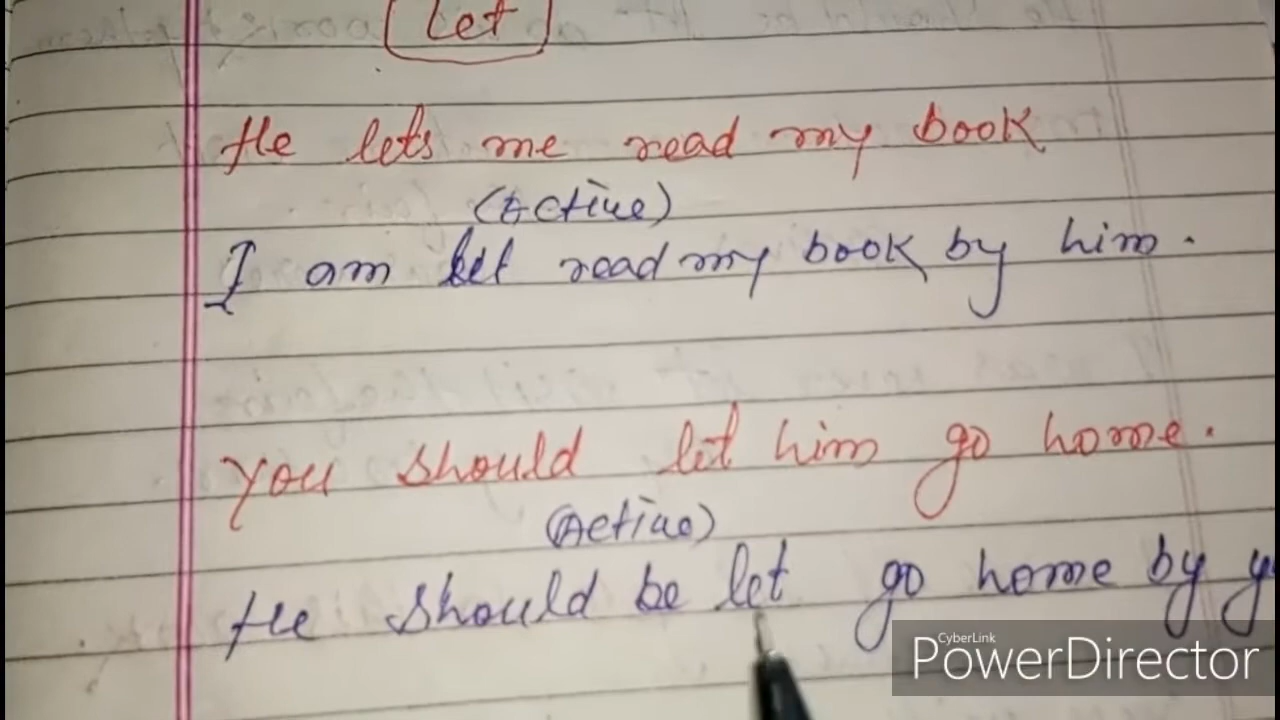 Let
He lets me read my book
(Active)
I am let read my book by him.
You should let him go home.
(Active)
He should be let go home by
CyberLink
PowerDirector